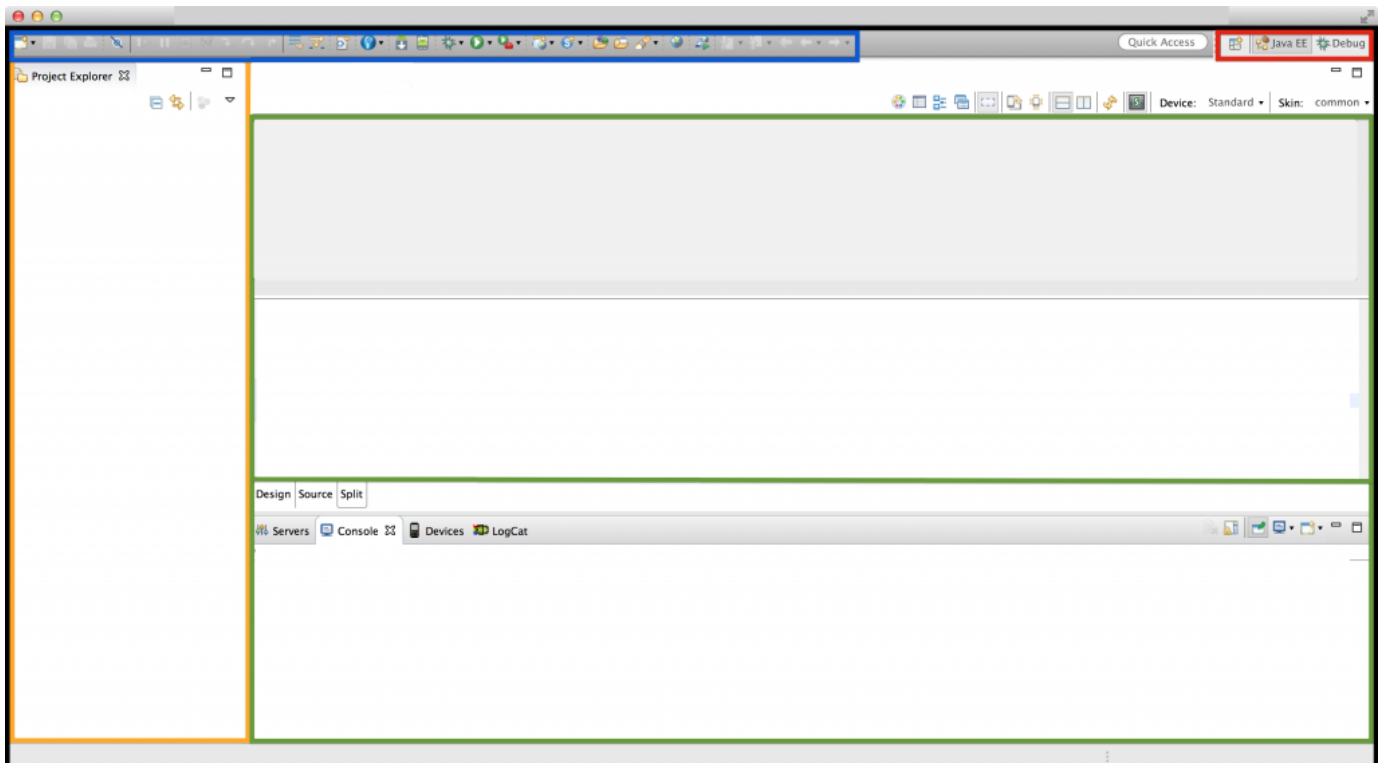 Quick Access Java EE Debug
Project Explorer
Device: Standard Skin: common
Design Source Split
Servers Console Devices LogCat